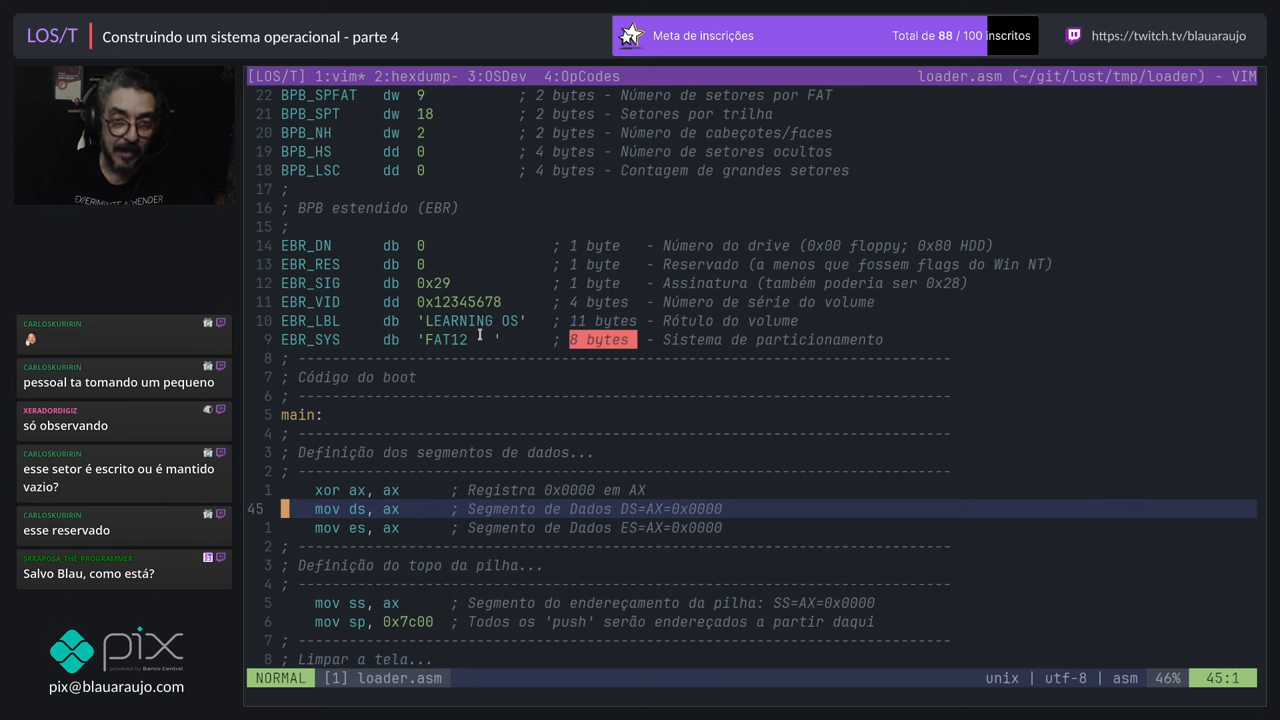 LOS/T
Construindo um sistema operacional - parte 4
Meta de inscrições
Total de 88 / 100 inscritos
https://twitch.tv/blauaraujo
[LOS/T] 1:vim* 2:hexdump- 3:OSDev 4:OpCodes
loader.asm (~/git/lost/tmp/loader) - VIM
22 BPB_SPFAT dw 9 ; 2 bytes - Número de setores por FAT
21 BPB_SPT dw 18 ; 2 bytes - Setores por trilha
20 BPB_NH dw 2 ; 2 bytes - Número de cabeçotes/faces
19 BPB_HS dd 0 ; 4 bytes - Número de setores ocultos
18 BPB_LSC dd 0 ; 4 bytes - Contagem de grandes setores
17 ;
16 ; BPB estendido (EBR)
15 ;
14 EBR_DN db 0 ; 1 byte - Número do drive (0x00 floppy; 0x80 HDD)
13 EBR_RES db 0 ; 1 byte - Reservado (a menos que fossem flags do Win NT)
12 EBR_SIG db 0x29 ; 1 byte - Assinatura (também poderia ser 0x28)
11 EBR_VID dd 0x12345678 ; 4 bytes - Número de série do volume
10 EBR_LBL db 'LEARNING OS' ; 11 bytes - Rótulo do volume
9 EBR_SYS db 'FAT12   ' ; 8 bytes - Sistema de particionamento
8 ; ------------------------------------------------------------------------------
7 ; Código do boot
6 ; ------------------------------------------------------------------------------
5 main:
4 ; ------------------------------------------------------------------------------
3 ; Definição dos segmentos de dados...
2 ; ------------------------------------------------------------------------------
1 xor ax, ax ; Registra 0x0000 em AX
45 mov ds, ax ; Segmento de Dados DS=AX=0x0000
1 mov es, ax ; Segmento de Dados ES=AX=0x0000
2 ; ------------------------------------------------------------------------------
3 ; Definição do topo da pilha...
4 ; ------------------------------------------------------------------------------
5 mov ss, ax ; Segmento do endereçamento da pilha: SS=AX=0x0000
6 mov sp, 0x7c00 ; Todos os 'push' serão endereçados a partir daqui
7 ; ------------------------------------------------------------------------------
8 ; Limpar a tela...
NORMAL [1] loader.asm unix | utf-8 | asm 46% 45:1
CARLOSKURIRIN
CARLOSKURIRIN
pessoal ta tomando um pequeno
XERADORDIGIZ
só observando
CARLOSKURIRIN
esse setor é escrito ou é mantido
vazio?
CARLOSKURIRIN
esse reservado
SRRAPOSA-THE-PROGRAMMER
Salvo Blau, como está?
pix
powered by Banco Central
pix@blauaraujo.com